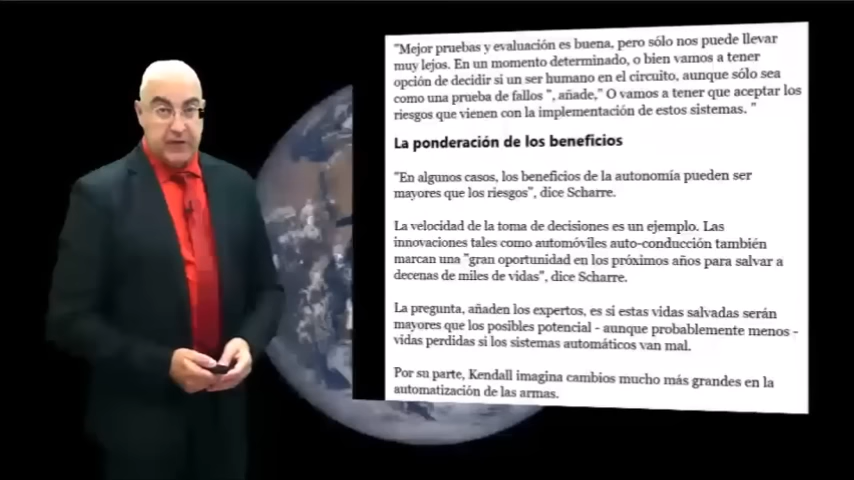 "Mejor pruebas y evaluación es buena, pero sólo nos puede llevar
muy lejos. En un momento determinado, o bien vamos a tener
opción de decidir si un ser humano en el circuito, aunque sólo sea
como una prueba de fallos ", añade," O vamos a tener que aceptar los
riesgos que vienen con la implementación de estos sistemas. "
La ponderación de los beneficios
"En algunos casos, los beneficios de la autonomía pueden ser
mayores que los riesgos", dice Scharre.
La velocidad de la toma de decisiones es un ejemplo. Las
innovaciones tales como automóviles auto-conducción también
marcan una "gran oportunidad en los próximos años para salvar a
decenas de miles de vidas", dice Scharre.
La pregunta, añaden los expertos, es si estas vidas salvadas serán
mayores que los posibles potencial - aunque probablemente menos -
vidas perdidas si los sistemas automáticos van mal.
Por su parte, Kendall imagina cambios mucho más grandes en la
automatización de las armas.